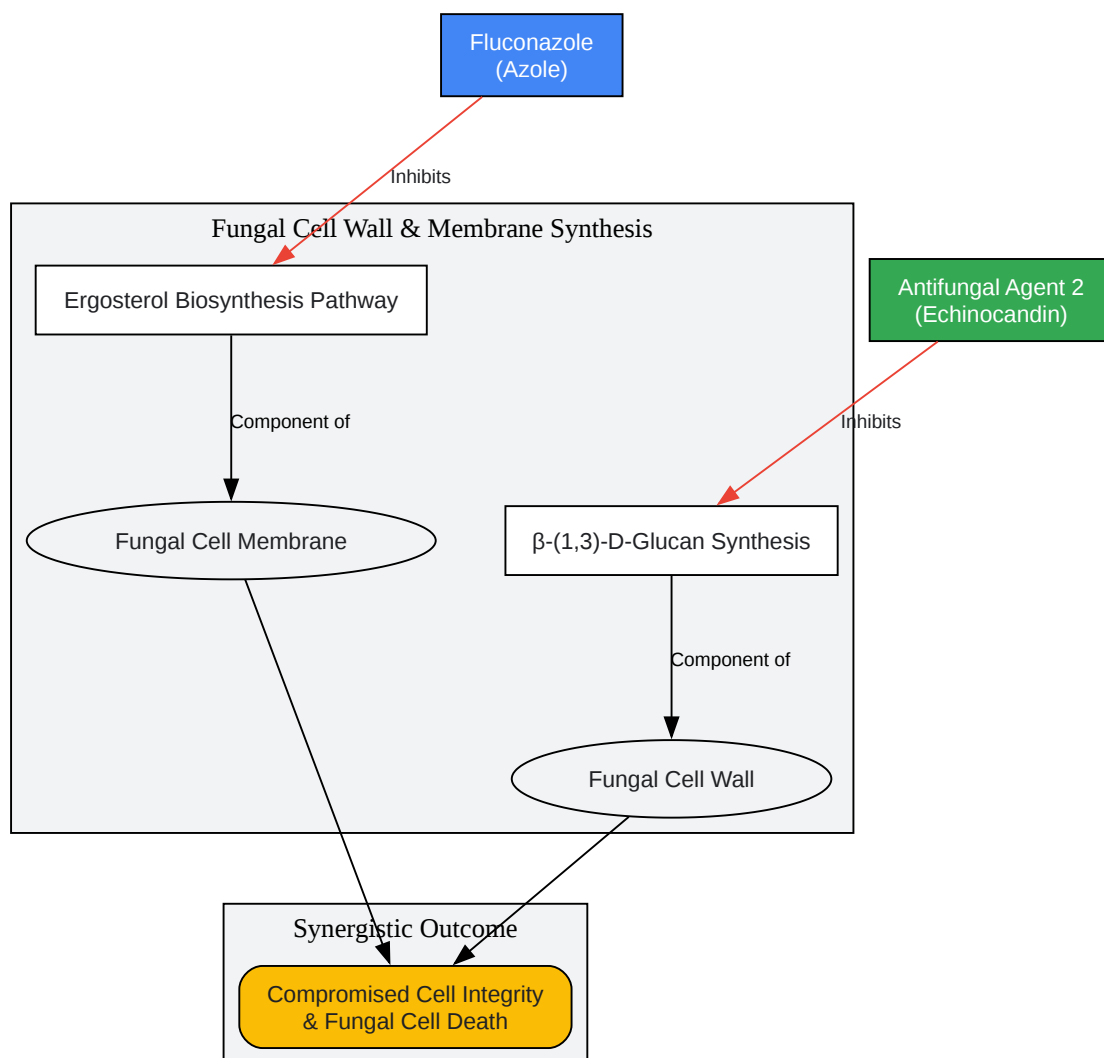 Fluconazole
(Azole)
Inhibits
Fungal Cell Wall & Membrane Synthesis
Ergosterol Biosynthesis Pathway
Antifungal Agent 2
(Echinocandin)
Component of
Inhibits
Fungal Cell Membrane
β-(1,3)-D-Glucan Synthesis
Component of
Fungal Cell Wall
Synergistic Outcome
Compromised Cell Integrity
& Fungal Cell Death